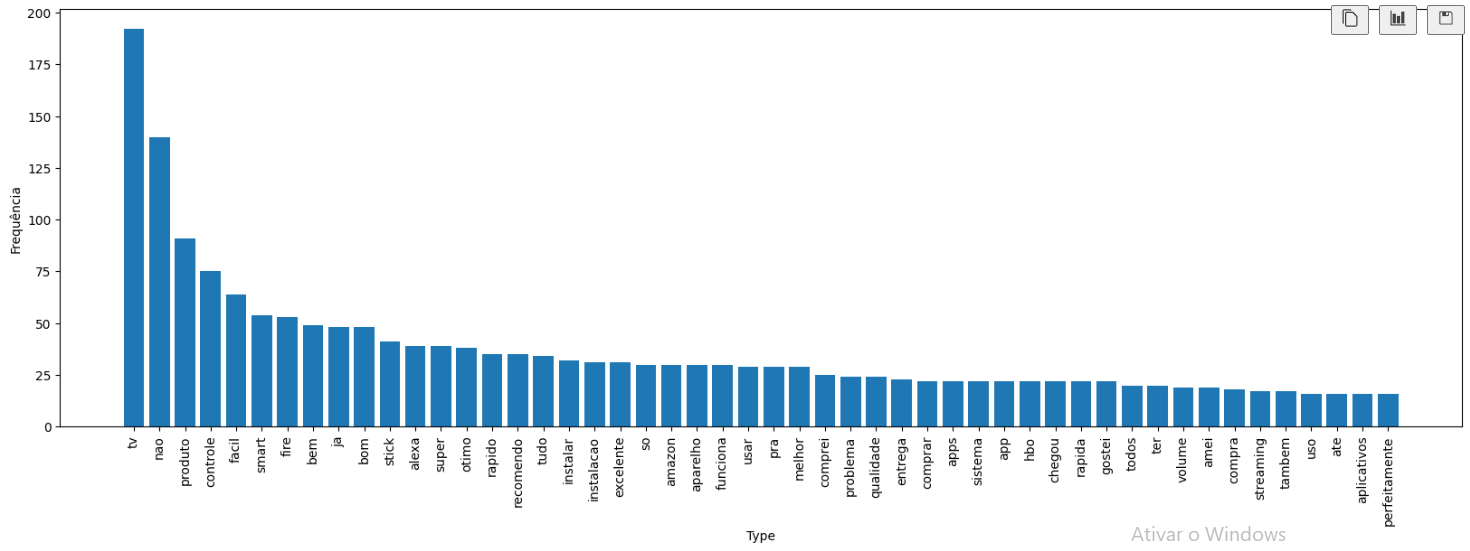 200
175
150
125
100
75
50
25
0
Frequência
tv
nao
produto
controle
facil
smart
fire
bem
ja
bom
stick
alexa
super
otimo
rapido
recomendo
tudo
instalar
instalacao
excelente
so
amazon
aparelho
funciona
usar
pra
melhor
comprei
problema
qualidade
entrega
comprar
apps
sistema
app
hbo
chegou
rapida
gostei
todos
ter
volume
amei
compra
streaming
tambem
uso
ate
aplicativos
perfeitamente
Type
Ativar o Windows